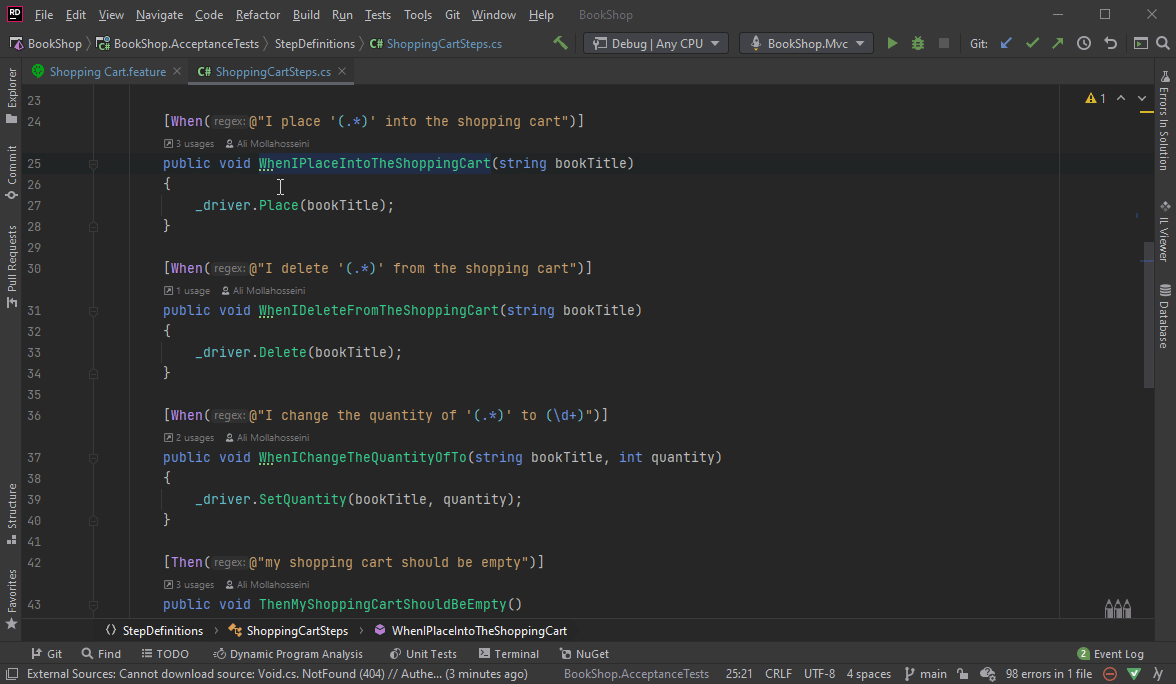 RD File Edit View Navigate Code Refactor Build Run Tests Tools Git Window Help BookShop
BookShop BookShop.AcceptanceTests StepDefinitions C# ShoppingCartSteps.cs Debug | Any CPU BookShop.Mvc Git:
Shopping Cart.feature C# ShoppingCartSteps.cs
Explorer
Commit
Pull Requests
Structure
Favorites
1
23
24 [When(regex:@"I place '(.*)' into the shopping cart")]
3 usages Ali Mollahosseini
25 public void WhenIPlaceIntoTheShoppingCart(string bookTitle)
26 {
27 _driver.Place(bookTitle);
28 }
29
30 [When(regex:@"I delete '(.*)' from the shopping cart")]
1 usage Ali Mollahosseini
31 public void WhenIDeleteFromTheShoppingCart(string bookTitle)
32 {
33 _driver.Delete(bookTitle);
34 }
35
36 [When(regex:@"I change the quantity of '(.*)' to (\d+)")]
2 usages Ali Mollahosseini
37 public void WhenIChangeTheQuantityOfTo(string bookTitle, int quantity)
38 {
39 _driver.SetQuantity(bookTitle, quantity);
40 }
41
42 [Then(regex:@"my shopping cart should be empty")]
3 usages Ali Mollahosseini
43 public void ThenMyShoppingCartShouldBeEmpty()
Errors In Solution
IL Viewer
Database
StepDefinitions ShoppingCartSteps WhenIPlaceIntoTheShoppingCart
Git Find TODO Dynamic Program Analysis Unit Tests Terminal NuGet 2 Event Log
External Sources: Cannot download source: Void.cs. NotFound (404) // Authe... (3 minutes ago) BookShop.AcceptanceTests 25:21 CRLF UTF-8 4 spaces main 98 errors in 1 file